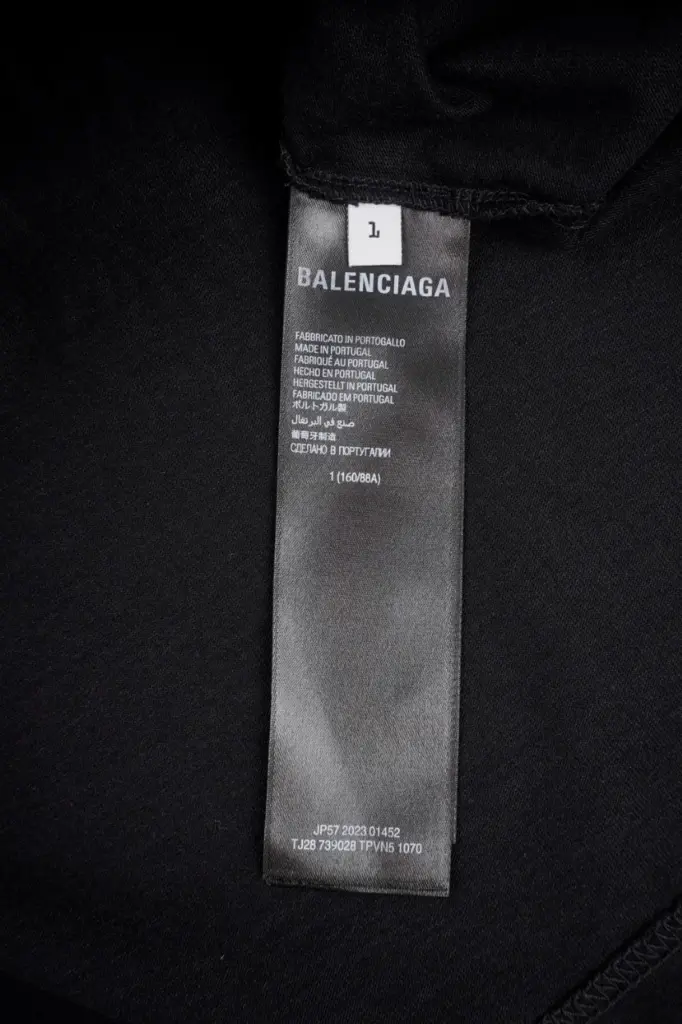 1
BALENCIAGA
FABBRICATO IN PORTOGALLO
MADE IN PORTUGAL
FABRIQUÉ AU PORTUGAL
HECHO EN PORTUGAL
HERGESTELLT IN PORTUGAL
FABRICADO EM PORTUGAL
ポルトガル製
صنع في البرتغال
葡萄牙制造
СДЕЛАНО В ПОРТУГАЛИИ
1 (160/88A)
JP57 2023 01452
TJ28 739028 TPVN5 1070